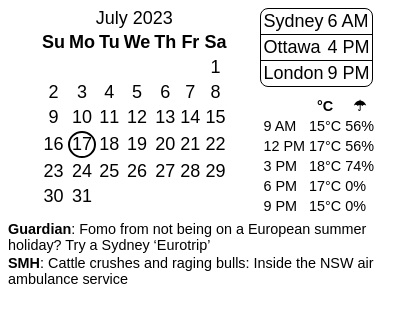 July 2023
Su Mo Tu We Th Fr Sa
1
2 3 4 5 6 7 8
9 10 11 12 13 14 15
16 17 18 19 20 21 22
23 24 25 26 27 28 29
30 31
Sydney 6 AM
Ottawa 4 PM
London 9 PM
°C ☂
9 AM 15°C 56%
12 PM 17°C 56%
3 PM 18°C 74%
6 PM 17°C 0%
9 PM 15°C 0%
Guardian: Fomo from not being on a European summer
holiday? Try a Sydney ‘Eurotrip’
SMH: Cattle crushes and raging bulls: Inside the NSW air
ambulance service